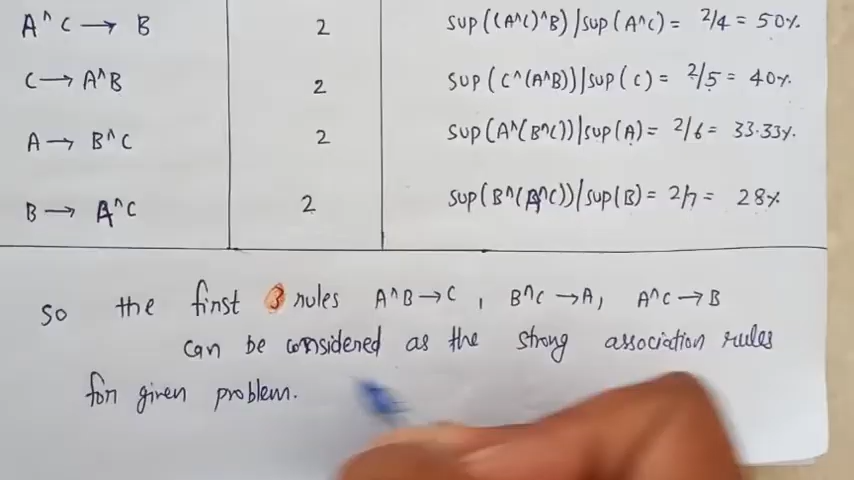 A^C → B 2 sup((A^C)^B)/sup(A^C)= 2/4 = 50%.
C → A^B 2 sup(C^(A^B))/sup(C)= 2/5 = 40%.
A → B^C 2 sup(A^(B^C))/sup(A)= 2/6 = 33.33%.
B → A^C 2 sup(B^(A^C))/sup(B)= 2/7 = 28%
So the first 3 rules A^B → C , B^C → A, A^C → B
can be considered as the strong association rules
for given problem.